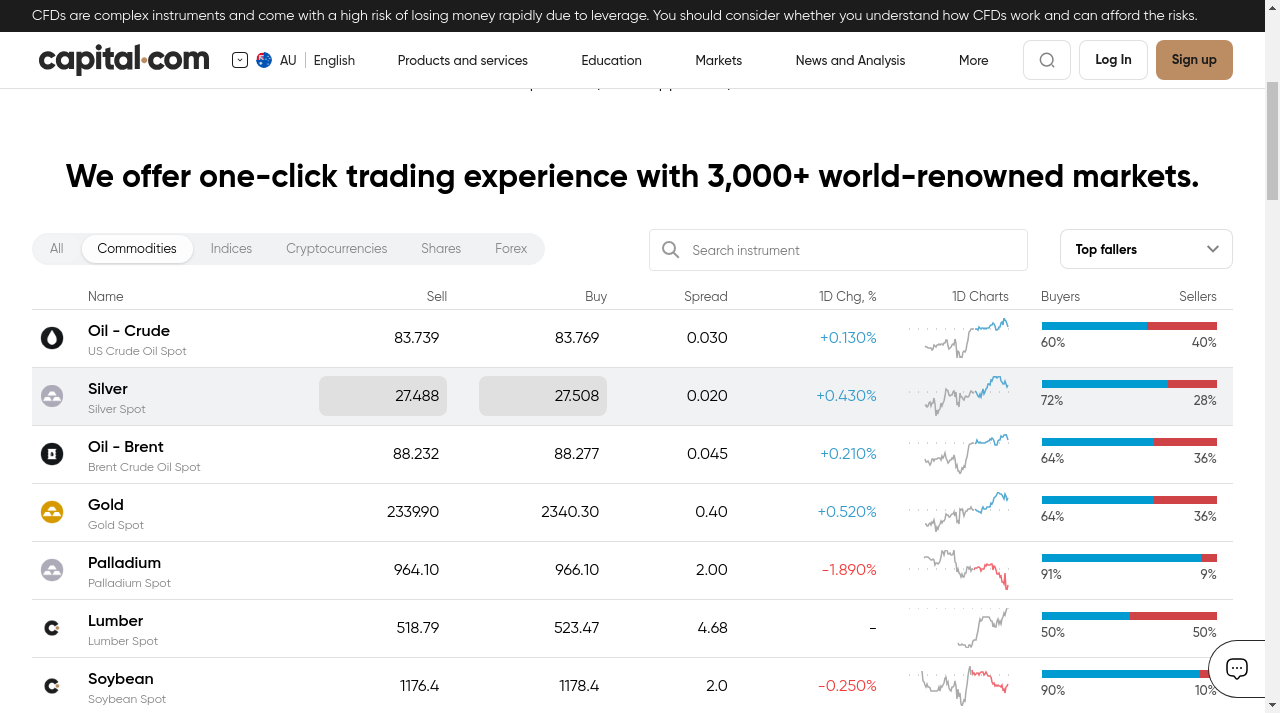 CFDs are complex instruments and come with a high risk of losing money rapidly due to leverage. You should consider whether you understand how CFDs work and can afford the risks.
capital.com AU English Products and services Education Markets News and Analysis More Log In Sign up
We offer one-click trading experience with 3,000+ world-renowned markets.
All Commodities Indices Cryptocurrencies Shares Forex Search instrument Top fallers
Name Sell Buy Spread 1D Chg, % 1D Charts Buyers Sellers
Oil - Crude 83.739 83.769 0.030 +0.130%
US Crude Oil Spot 60% 40%
Silver 27.488 27.508 0.020 +0.430%
Silver Spot 72% 28%
Oil - Brent 88.232 88.277 0.045 +0.210%
Brent Crude Oil Spot 64% 36%
Gold 2339.90 2340.30 0.40 +0.520%
Gold Spot 64% 36%
Palladium 964.10 966.10 2.00 -1.890%
Palladium Spot 91% 9%
Lumber 518.79 523.47 4.68 -
Lumber Spot 50% 50%
Soybean 1176.4 1178.4 2.0 -0.250%
Soybean Spot 90% 10%